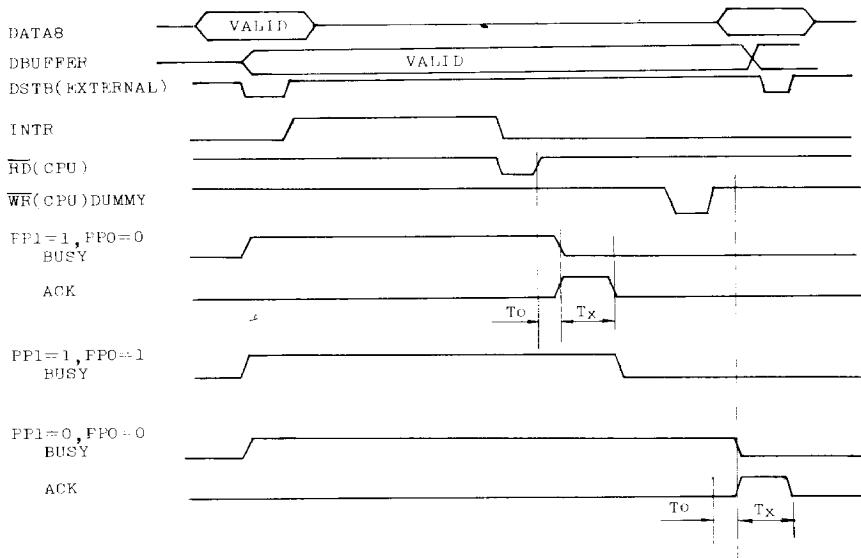 DATA8 VALID
DBUFFER VALID
DSTB(EXTERNAL)
INTR
RD(CPU)
WR(CPU)DUMMY
PP1=1,PP0=0
BUSY
ACK
To Tx
PP1=1,PP0=1
BUSY
PP1=0,PP0=0
BUSY
ACK
To Tx